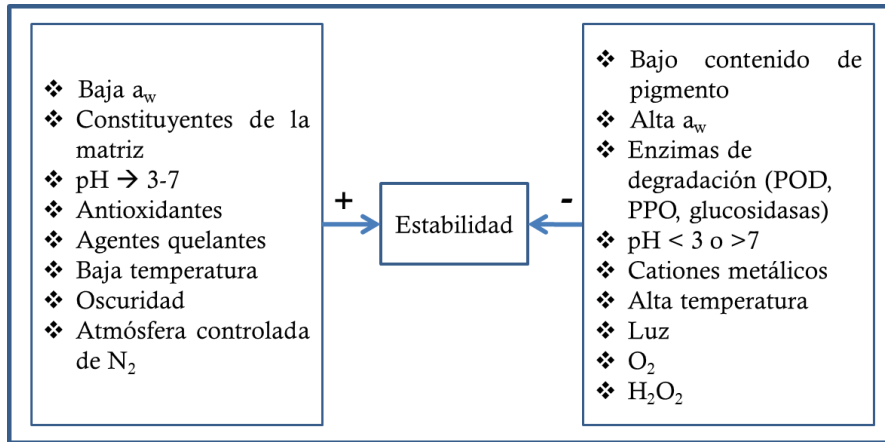 ❖ Baja a_w
❖ Constituyentes de la
matriz
❖ pH → 3-7
❖ Antioxidantes
❖ Agentes quelantes
❖ Baja temperatura
❖ Oscuridad
❖ Atmósfera controlada
de N₂
+
Estabilidad
-
❖ Bajo contenido de
pigmento
❖ Alta a_w
❖ Enzimas de
degradación (POD,
PPO, glucosidasas)
❖ pH < 3 o >7
❖ Cationes metálicos
❖ Alta temperatura
❖ Luz
❖ O₂
❖ H₂O₂